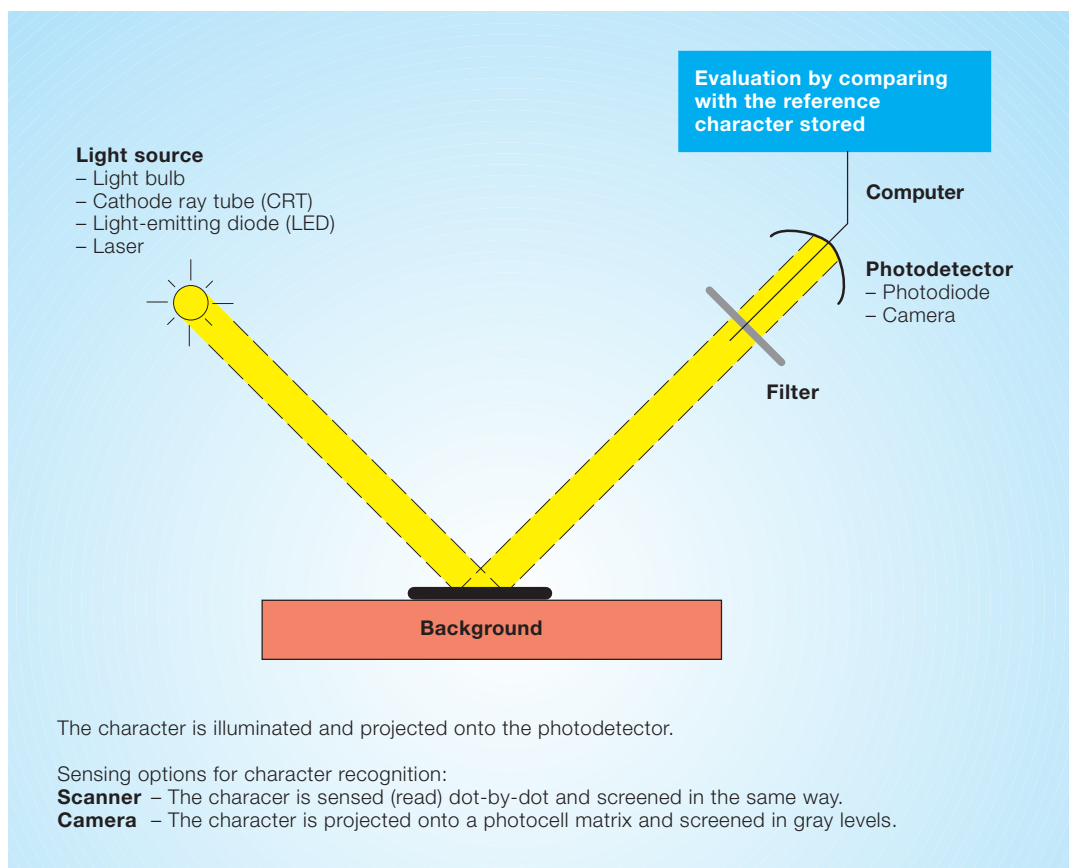 Evaluation by comparing
with the reference
character stored
Light source
– Light bulb
– Cathode ray tube (CRT)
– Light-emitting diode (LED)
– Laser
Computer
Photodetector
– Photodiode
– Camera
Filter
Background
The character is illuminated and projected onto the photodetector.
Sensing options for character recognition:
Scanner – The characer is sensed (read) dot-by-dot and screened in the same way.
Camera – The character is projected onto a photocell matrix and screened in gray levels.